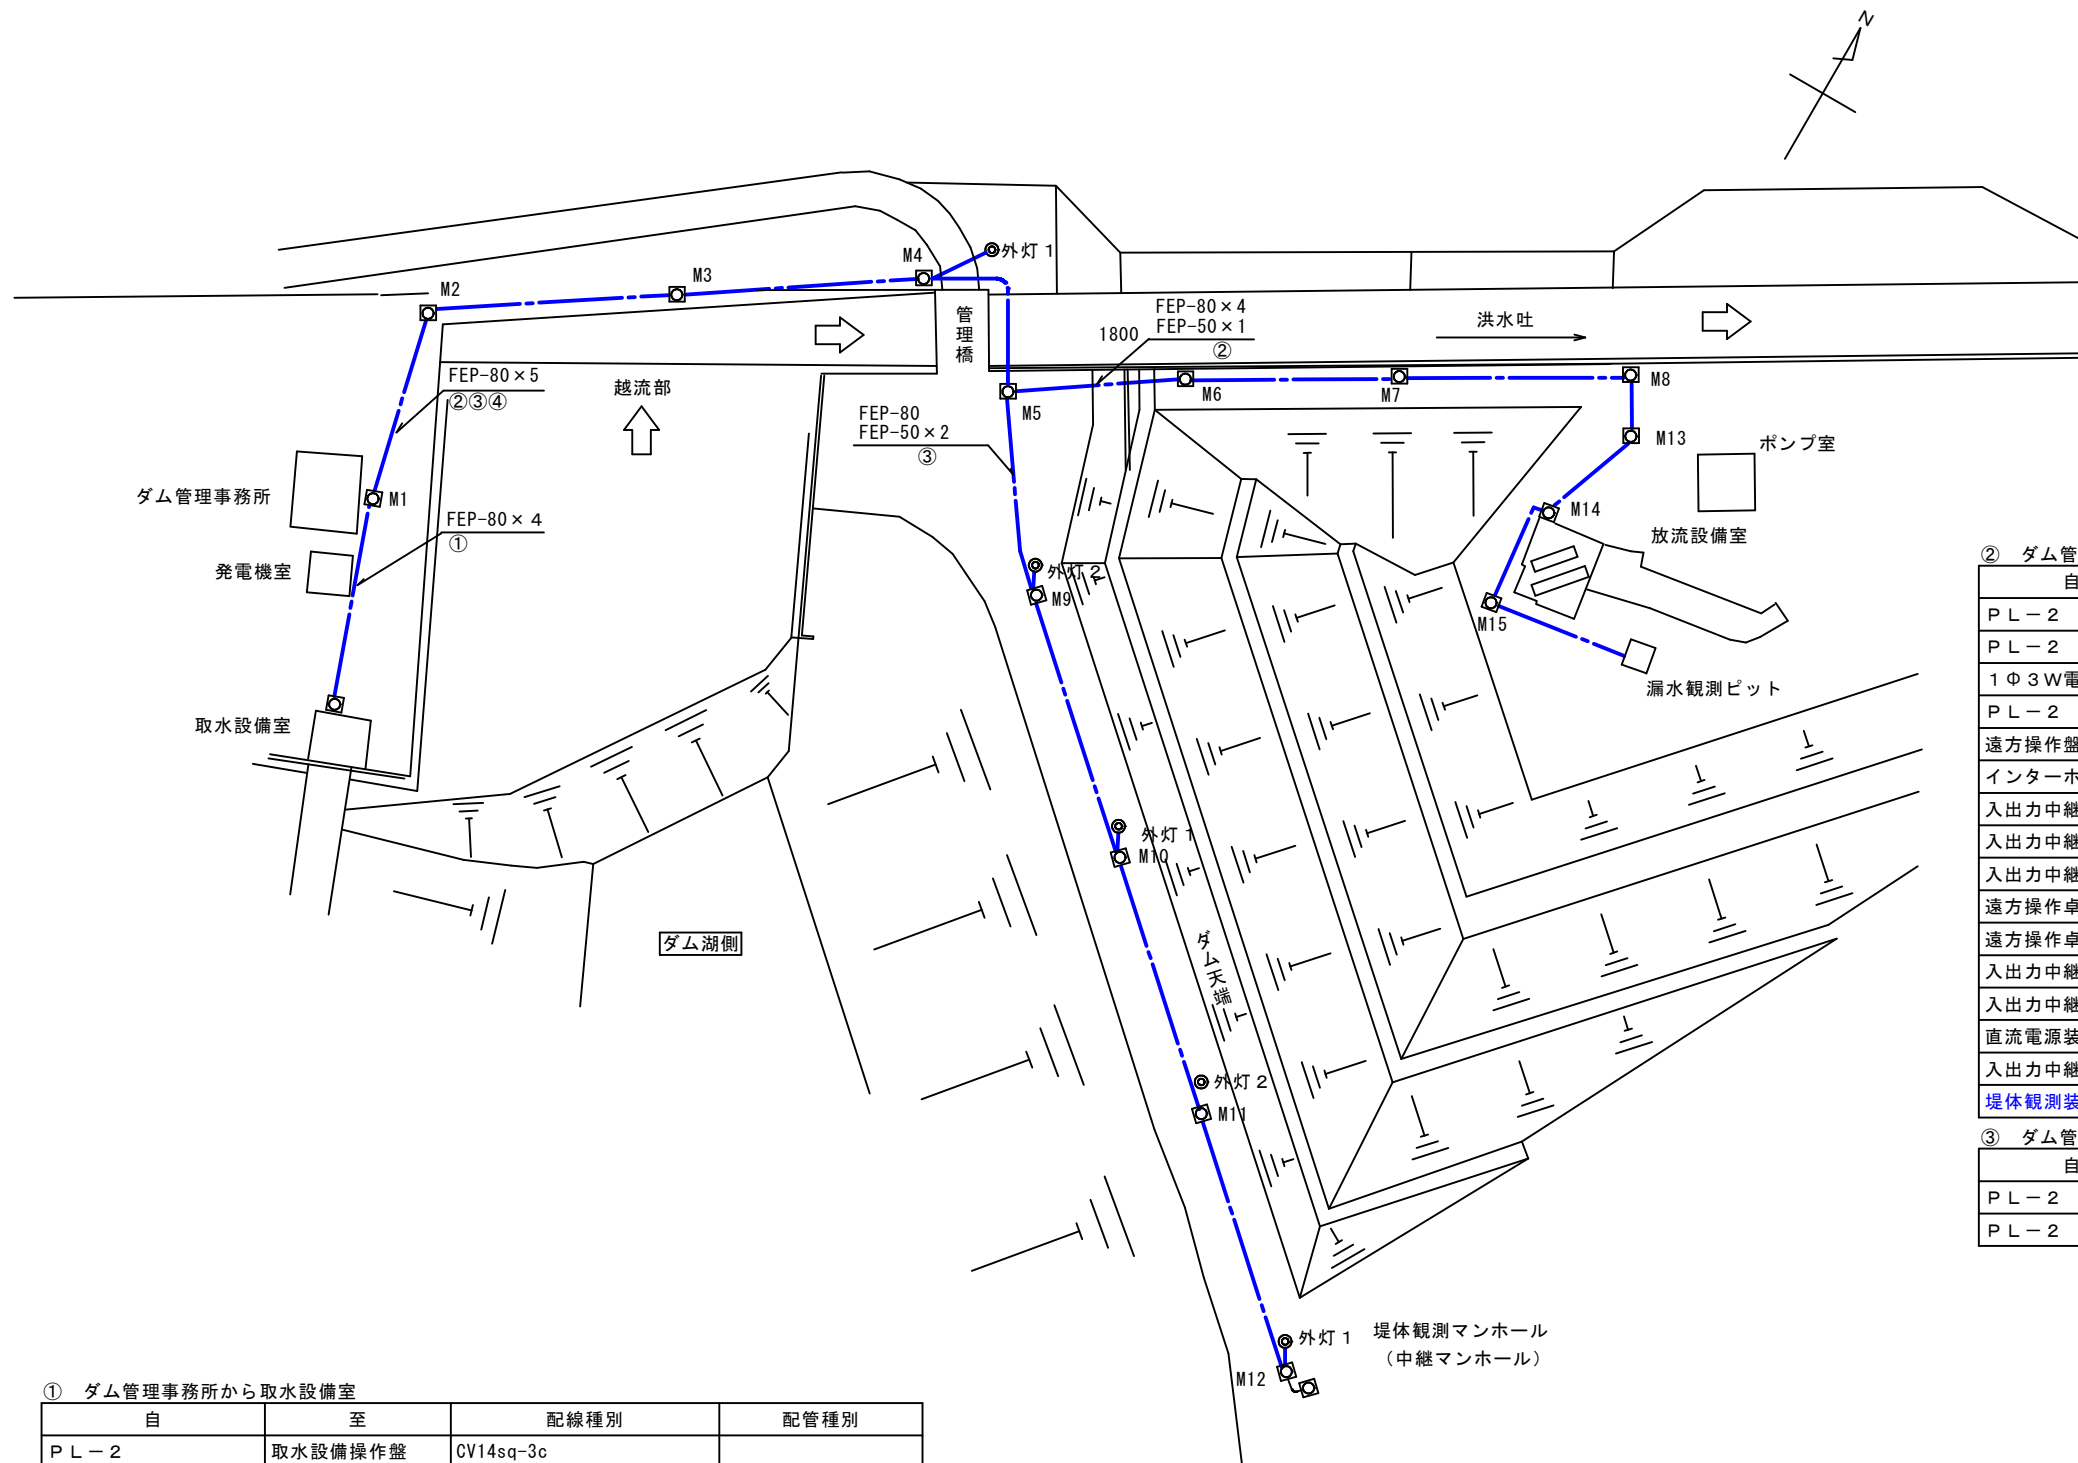 N
M4
外灯１
M3
M2
管理橋
FEP-80×4
FEP-50×1
②
1800
洪水吐
FEP-80×5
②③④
越流部
FEP-80
FEP-50×2
③
M5
M6
M7
M8
M13
ポンプ室
ダム管理事務所
M1
FEP-80×４
①
M14
放流設備室
発電機室
外灯２
M9
M15
漏水観測ピット
取水設備室
外灯１
M10
ダム湖側
ダム天端
外灯２
M11
外灯１
堤体観測マンホール
（中継マンホール）
M12
②　ダム管
自
ＰＬ－２
ＰＬ－２
１Φ３Ｗ電
ＰＬ－２
遠方操作盤
インターホ
入出力中継
入出力中継
入出力中継
遠方操作卓
遠方操作卓
入出力中継
入出力中継
直流電源装
入出力中継
堤体観測装
③　ダム管
自
ＰＬ－２
ＰＬ－２
①　ダム管理事務所から取水設備室
自　至　配線種別　配管種別
ＰＬ－２　取水設備操作盤　CV14sq-3c